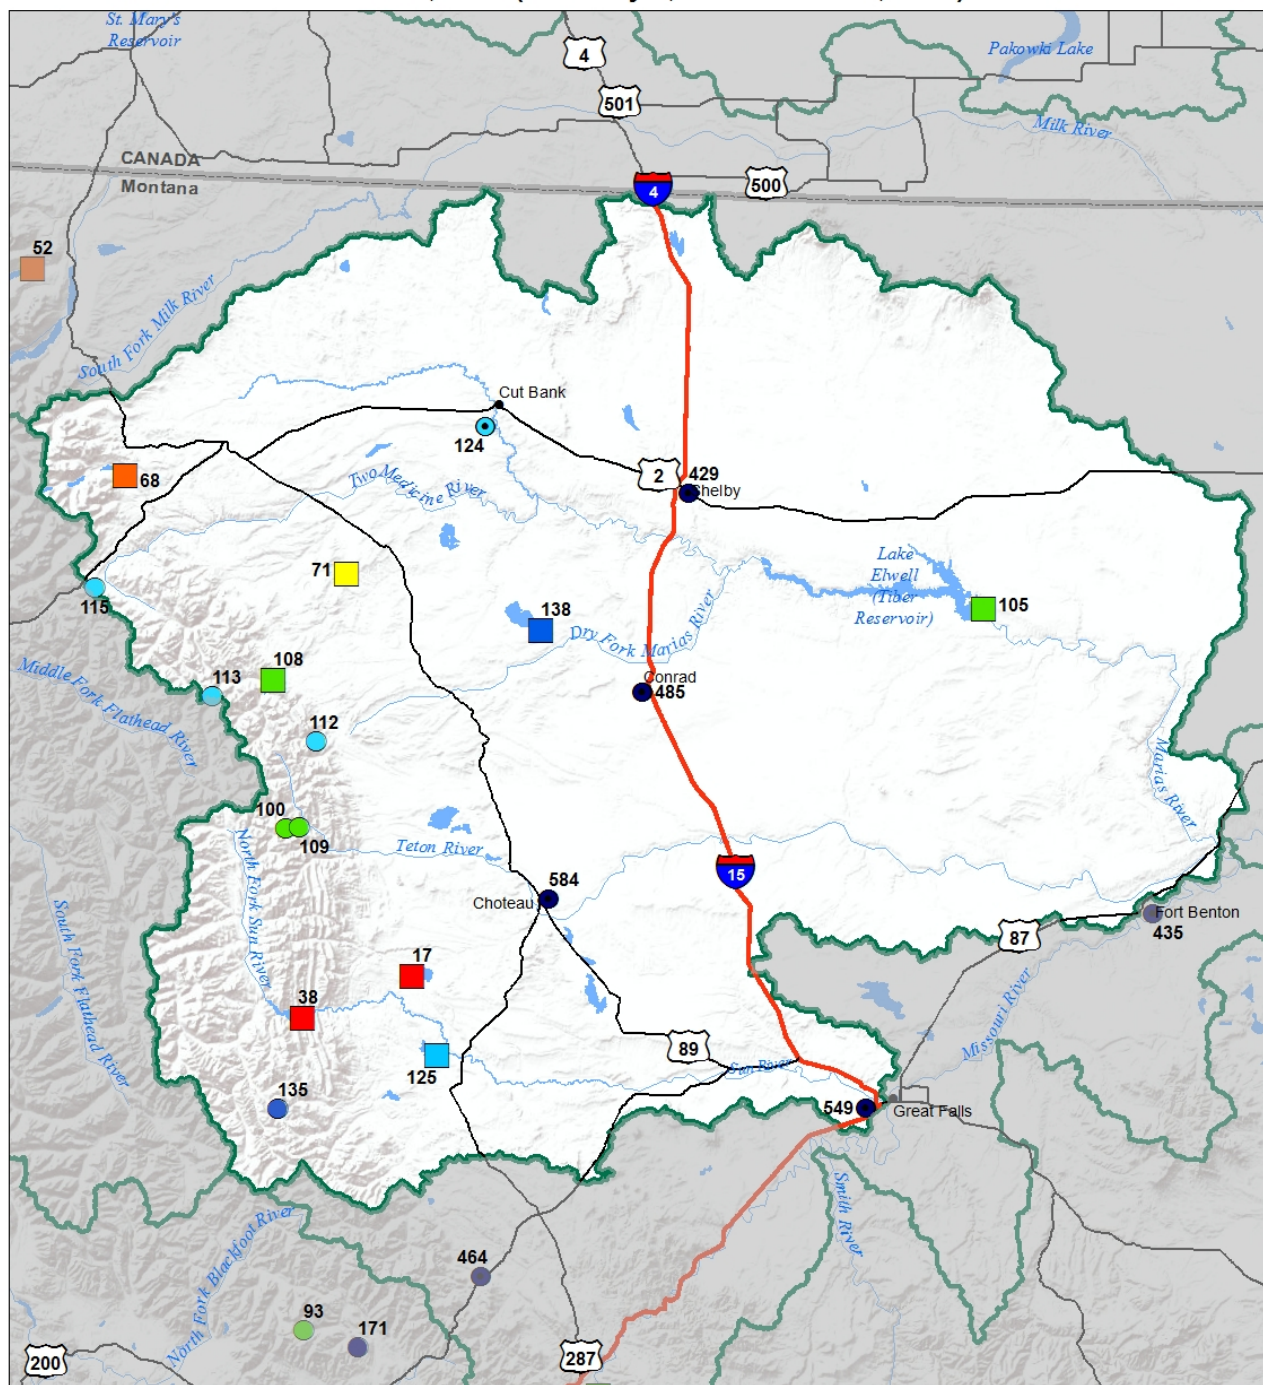 St. Mary's
Reservoir
4
Pakowki Lake
501
Milk River
CANADA
Montana
4
500
52
South Fork Milk River
Cut Bank
124
2
429
Shelby
68
Two Medicine River
Lake
Elwell
(Tiber
Reservoir)
71
105
115
138
Dry Fork Marias River
108
Conrad
485
113
Middle Fork Flathead River
112
Marias River
100
109
North Fork Sun River
Teton River
15
584
Choteau
South Fork Flathead River
Fort Benton
435
87
17
38
Missouri River
89
Sun River
125
135
549
Great Falls
Smith River
North Fork Blackfoot River
464
93
171
200
287